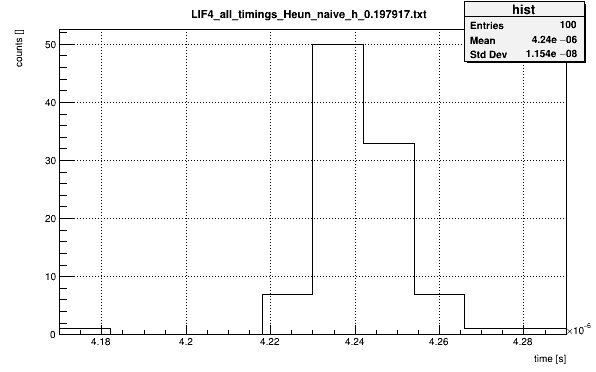 LIF4_all_timings_Heun_naive_h_0.197917.txt
hist
Entries 100
Mean 4.24e −06
Std Dev 1.154e −08
counts []
50
40
30
20
10
0
4.18 4.2 4.22 4.24 4.26 4.28
×10⁻⁶
time [s]